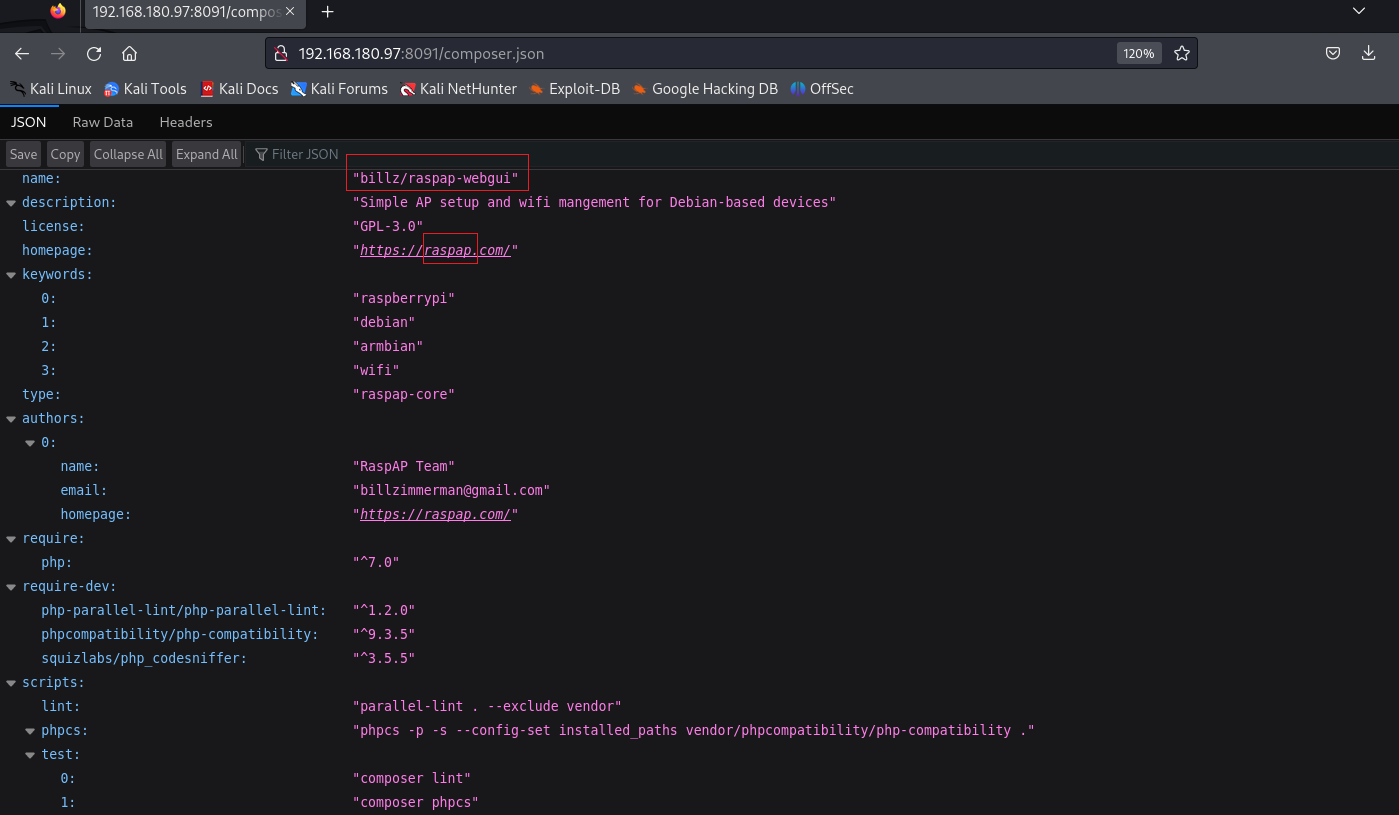 192.168.180.97:8091/compos
192.168.180.97:8091/composer.json 120%
Kali Linux Kali Tools Kali Docs Kali Forums Kali NetHunter Exploit-DB Google Hacking DB OffSec
JSON Raw Data Headers
Save Copy Collapse All Expand All Filter JSON
name: "billz/raspap-webgui"
description: "Simple AP setup and wifi mangement for Debian-based devices"
license: "GPL-3.0"
homepage: "https://raspap.com/"
keywords:
0: "raspberrypi"
1: "debian"
2: "armbian"
3: "wifi"
type: "raspap-core"
authors:
0:
name: "RaspAP Team"
email: "billzimmerman@gmail.com"
homepage: "https://raspap.com/"
require:
php: "^7.0"
require-dev:
php-parallel-lint/php-parallel-lint: "^1.2.0"
phpcompatibility/php-compatibility: "^9.3.5"
squizlabs/php_codesniffer: "^3.5.5"
scripts:
lint: "parallel-lint . --exclude vendor"
phpcs: "phpcs -p -s --config-set installed_paths vendor/phpcompatibility/php-compatibility ."
test:
0: "composer lint"
1: "composer phpcs"